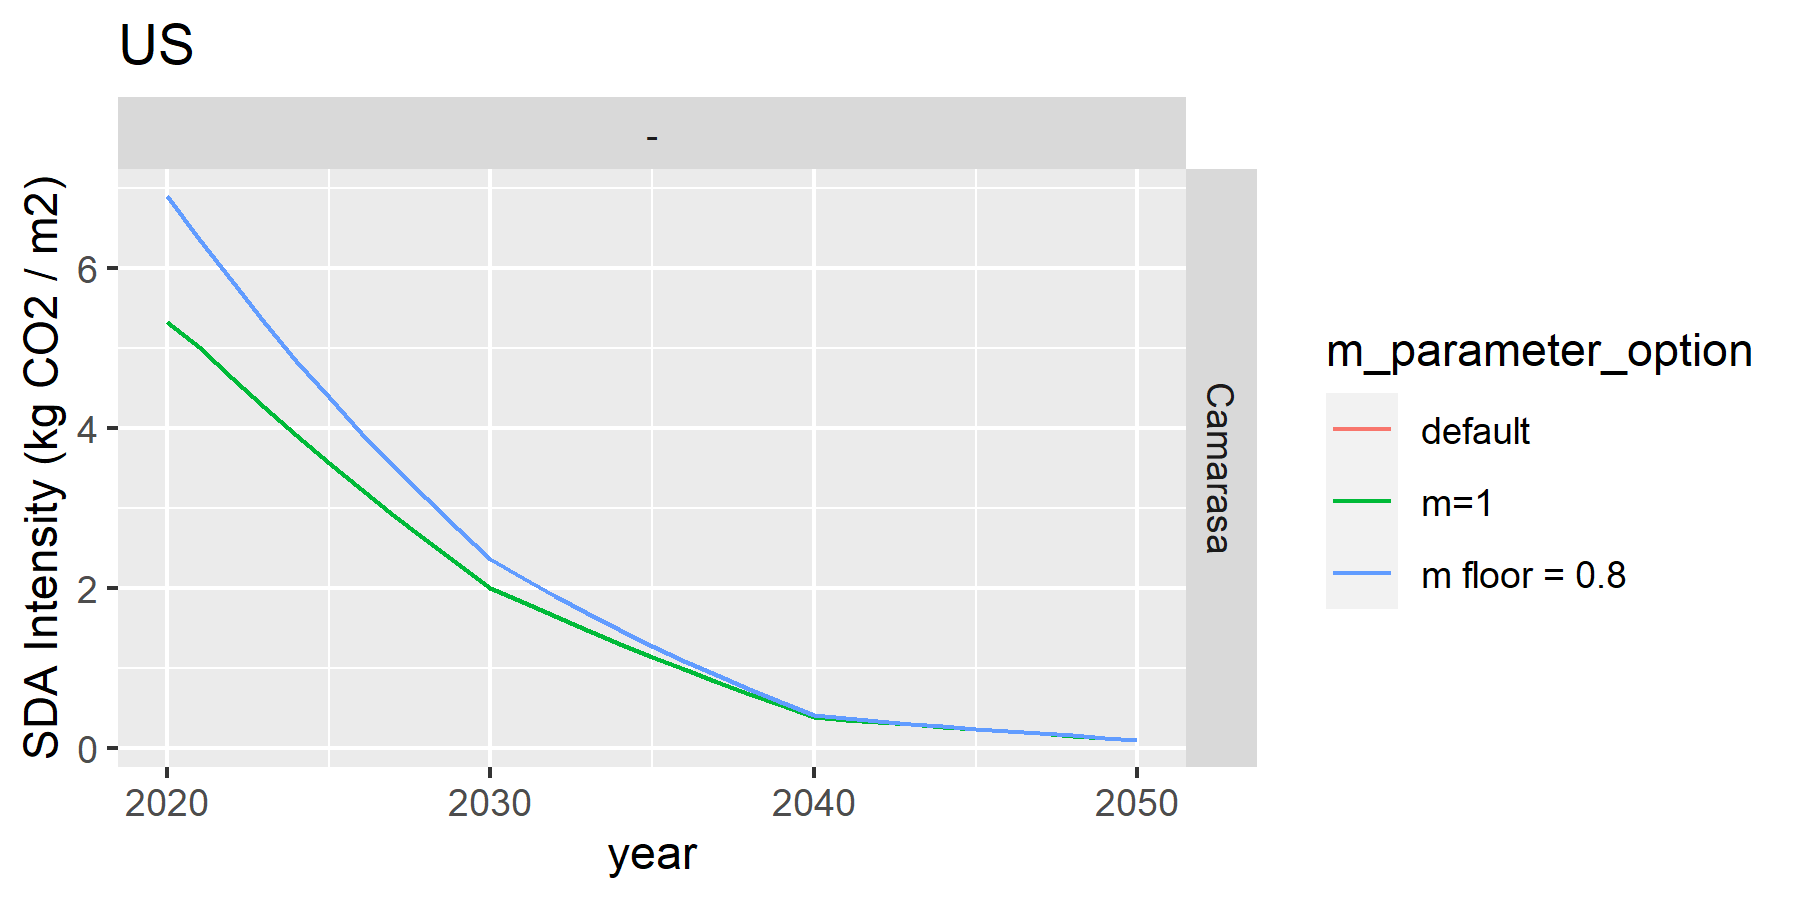 US
-
Camarasa
SDA Intensity (kg CO2 / m2)
6
4
2
0
2020 2030 2040 2050
year
m_parameter_option
default
m=1
m floor = 0.8